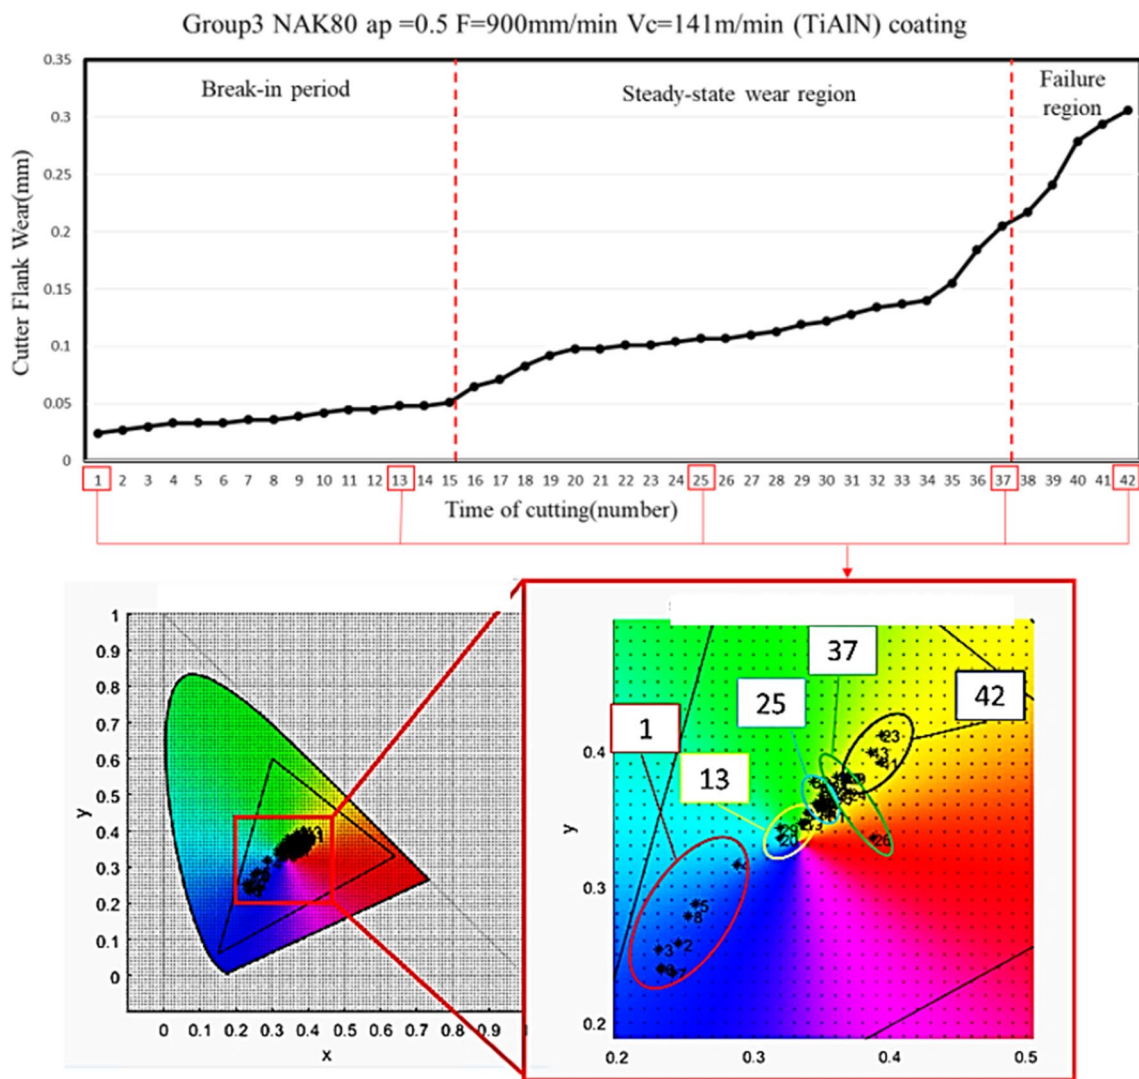 Group3 NAK80 ap =0.5 F=900mm/min Vc=141m/min (TiAlN) coating
0.35
0.3
0.25
0.2
0.15
0.1
0.05
0
Cutter Flank Wear(mm)
Break-in period
Steady-state wear region
Failure
region
1 2 3 4 5 6 7 8 9 10 11 12 13 14 15 16 17 18 19 20 21 22 23 24 25 26 27 28 29 30 31 32 33 34 35 36 37 38 39 40 41 42
Time of cutting(number)
1
0.9
0.8
0.7
0.6
0.5
0.4
0.3
0.2
0.1
0
y
0 0.1 0.2 0.3 0.4 0.5 0.6 0.7 0.8 0.9
x
37
25
42
1
13
23
26
4
5
8
3
2
0.4
0.3
0.2
y
0.2 0.3 0.4 0.5
x